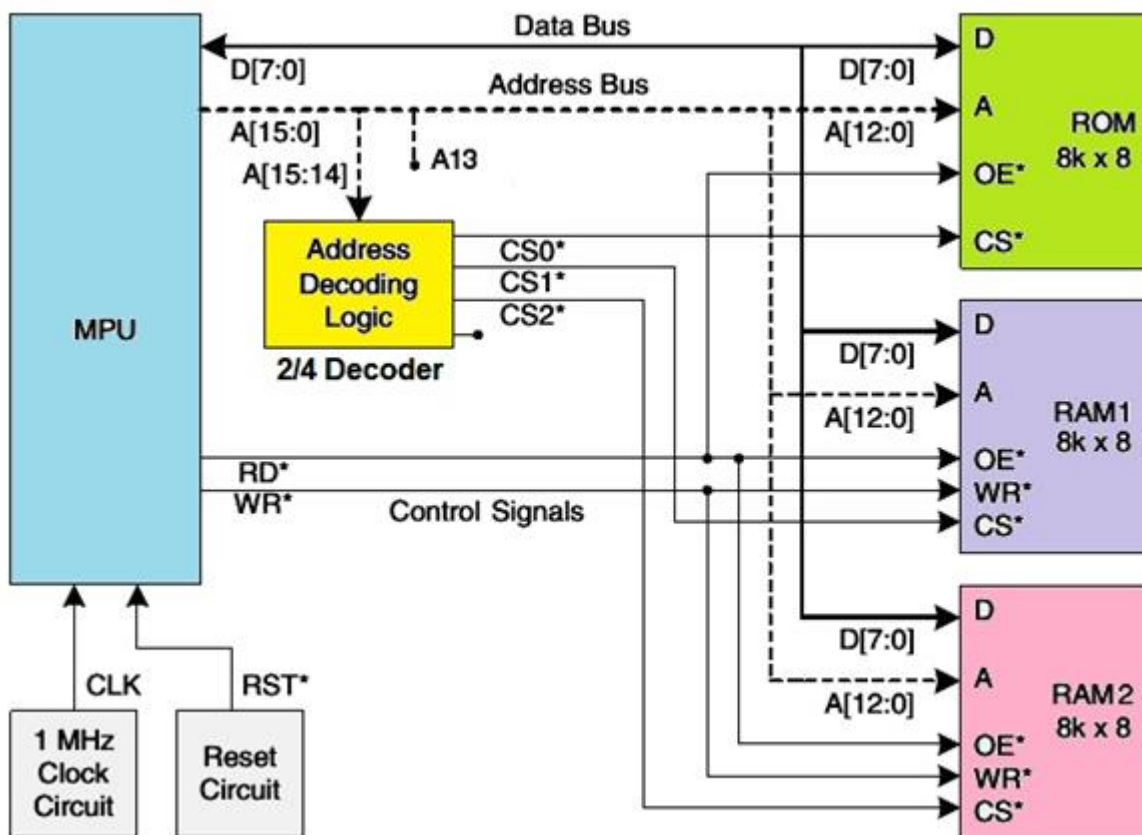 Data Bus
D[7:0]
D[7:0]
D
Address Bus
A[15:0]
A[12:0]
A
ROM
8k x 8
A[15:14]
A13
OE*
CS*
Address
Decoding
Logic
CS0*
CS1*
CS2*
2/4 Decoder
MPU
D
D[7:0]
A
A[12:0]
RAM1
8k x 8
OE*
WR*
CS*
RD*
WR*
Control Signals
D
D[7:0]
A
A[12:0]
RAM2
8k x 8
OE*
WR*
CS*
CLK
RST*
1 MHz
Clock
Circuit
Reset
Circuit